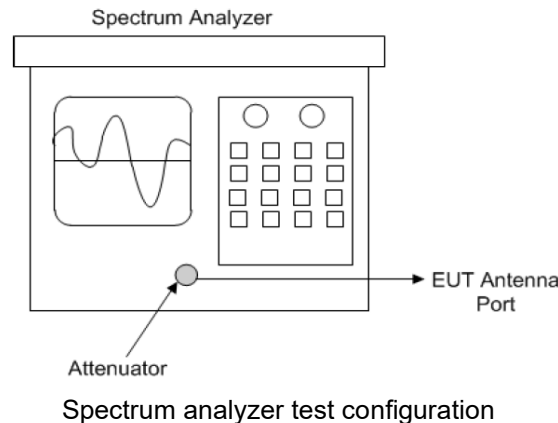 Spectrum Analyzer
EUT Antenna
Port
Attenuator
Spectrum analyzer test configuration